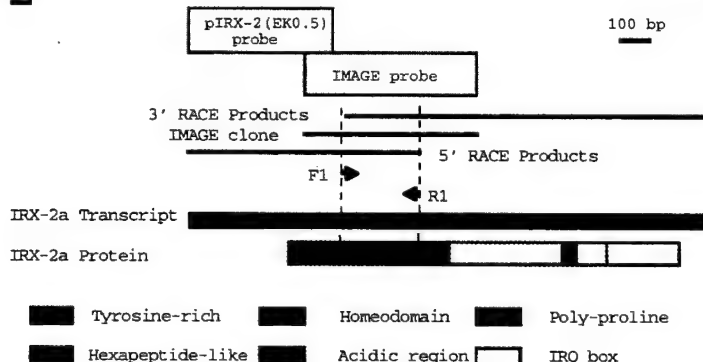 pIRX-2(EK0.5) probe
100 bp
IMAGE probe
3' RACE Products
IMAGE clone
5' RACE Products
F1
R1
IRX-2a Transcript
IRX-2a Protein
Tyrosine-rich Homeodomain Poly-proline
Hexapeptide-like Acidic region IRO box